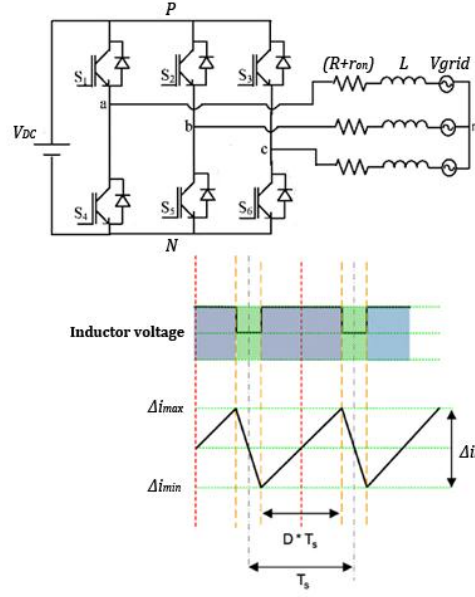 P
S1
S2
S3
(R+ron)
L
Vgrid
a
VDC
b
n
c
S4
S5
S6
N
Inductor voltage
Δimax
Δi
Δimin
D * Ts
Ts